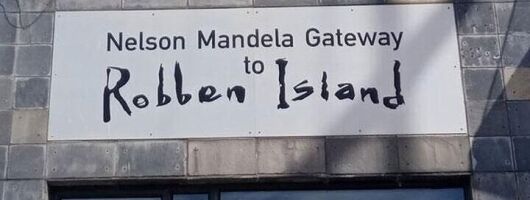 Nelson Mandela Gateway
to
Robben Island